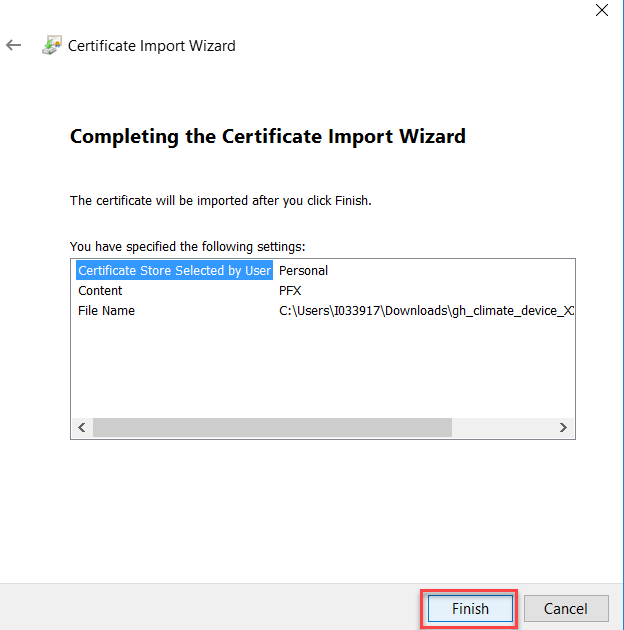 Certificate Import Wizard
Completing the Certificate Import Wizard
The certificate will be imported after you click Finish.
You have specified the following settings:
Certificate Store Selected by User Personal
Content PFX
File Name C:\Users\I033917\Downloads\gh_climate_device_X
Finish Cancel